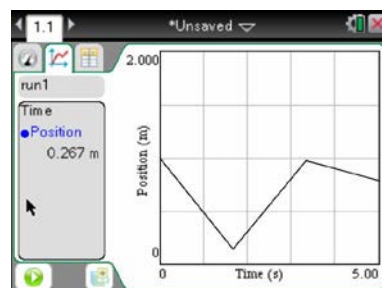 1.1
*Unsaved
run1
Time
Position
0.267 m
2.000
Position (m)
0
0
Time (s)
5.00